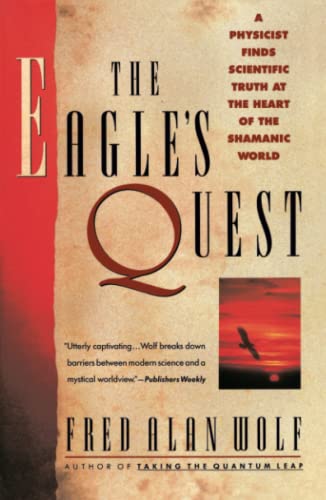 A
PHYSICIST
FINDS
SCIENTIFIC
TRUTH AT
THE HEART
OF THE
SHAMANIC
WORLD
THE
EAGLE'S
QUEST
"Utterly captivating...Wolf breaks down
barriers between modern science and a
mystical worldview."—Publishers Weekly
FRED ALAN WOLF
AUTHOR OF TAKING THE QUANTUM LEAP